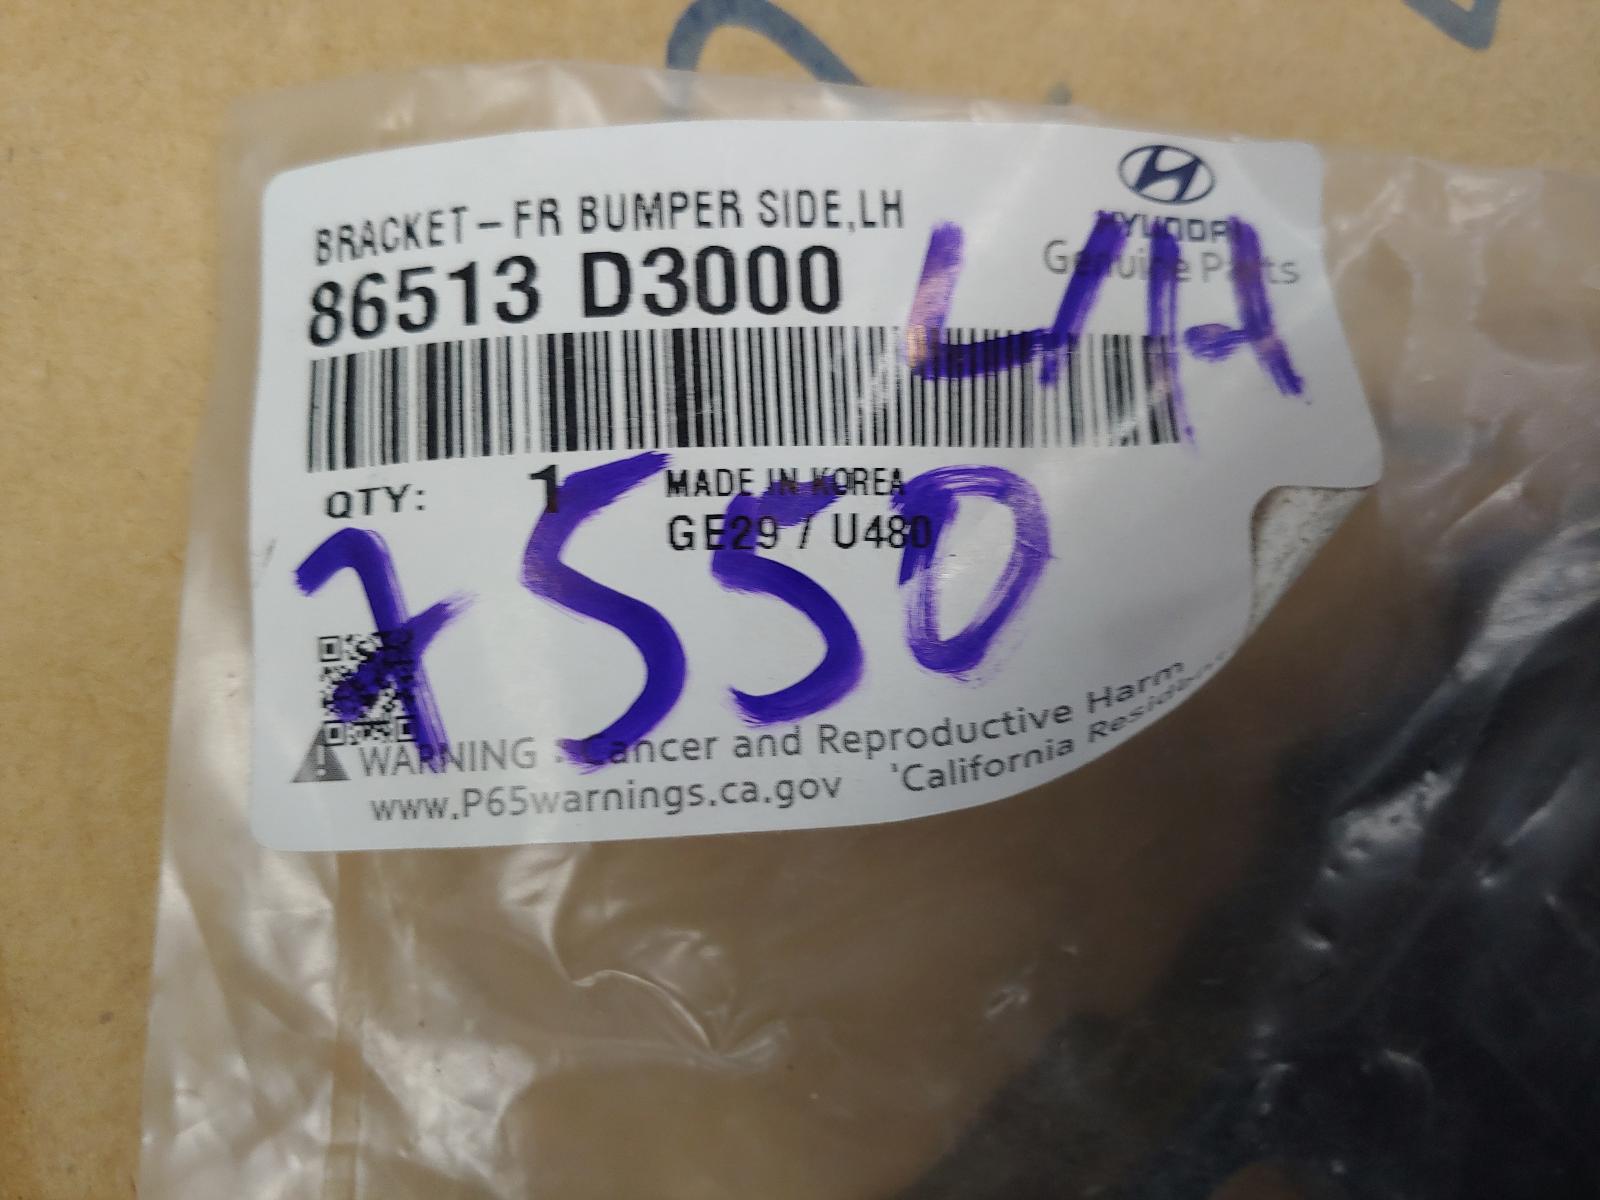 BRACKET-FR BUMPER SIDE,LH
HYUNDAI
86513 D3000
Genuine Parts
LH
QTY: 1 MADE IN KOREA
GE29 / U480
7550
WARNING : Cancer and Reproductive Harm
www.P65warnings.ca.gov 'California